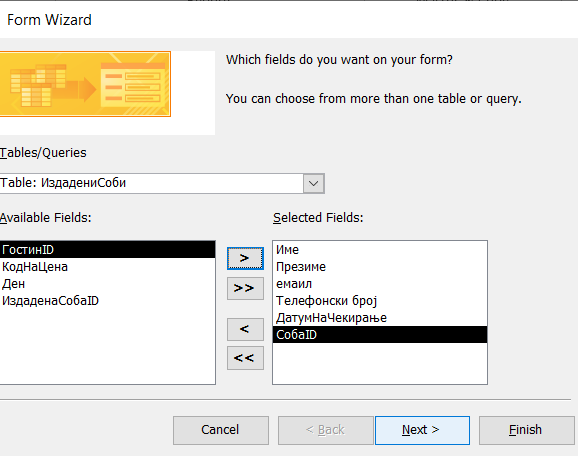 Form Wizard
Which fields do you want on your form?
You can choose from more than one table or query.
Tables/Queries
Table: ИздадениСоби
Available Fields:
Selected Fields:
ГостинID
КодНаЦена
Ден
ИздаденаСобаID
>
>>
<
<<
Име
Презиме
емаил
Телефонски број
ДатумНаЧекирање
СобаID
Cancel
< Back
Next >
Finish